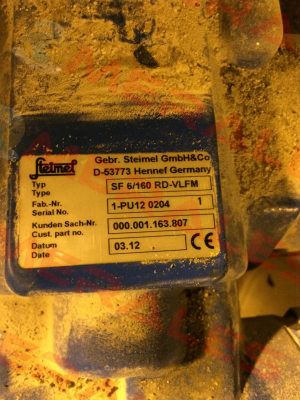 Steimel
Gebr. Steimel GmbH&Co
D-53773 Hennef Germany
Typ
Type
SF 6/160 RD-VLFM
Fab.-Nr.
Serial No.
1-PU12 0204 1
Kunden Sach-Nr.
Cust. part no.
000.001.163.807
Datum
Date
03.12
CE